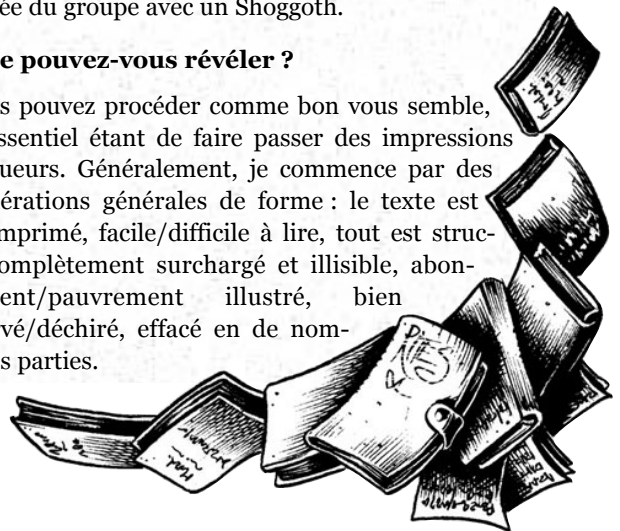 ée du groupe avec un Shoggoth.
e pouvez-vous révéler ?
s pouvez procéder comme bon vous semble,
ssentiel étant de faire passer des impressions
ueurs. Généralement, je commence par des
érations générales de forme : le texte est
mprimé, facile/difficile à lire, tout est struc-
omplètement surchargé et illisible, abon-
ent/pauvrement illustré, bien
vé/déchiré, effacé en de nom-
s parties.